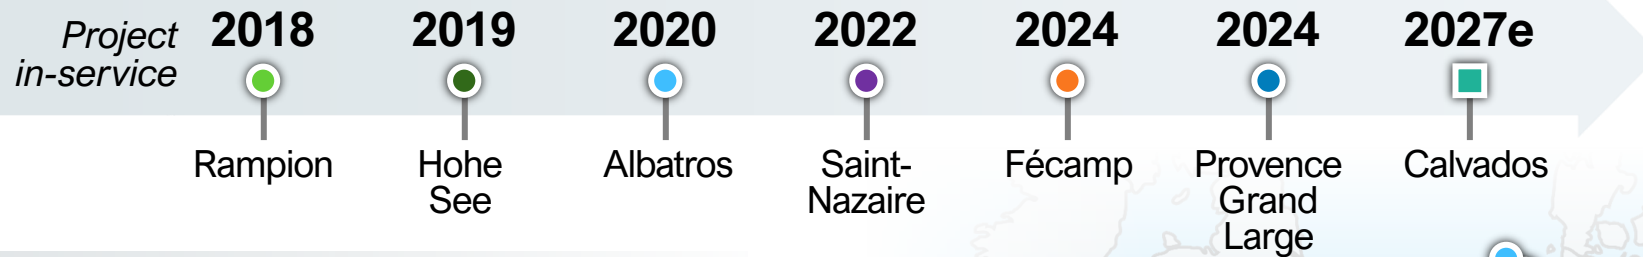 Project
in-service
2018
2019
2020
2022
2024
2024
2027e
Rampion
Hohe
See
Albatros
Saint-
Nazaire
Fécamp
Provence
Grand
Large
Calvados